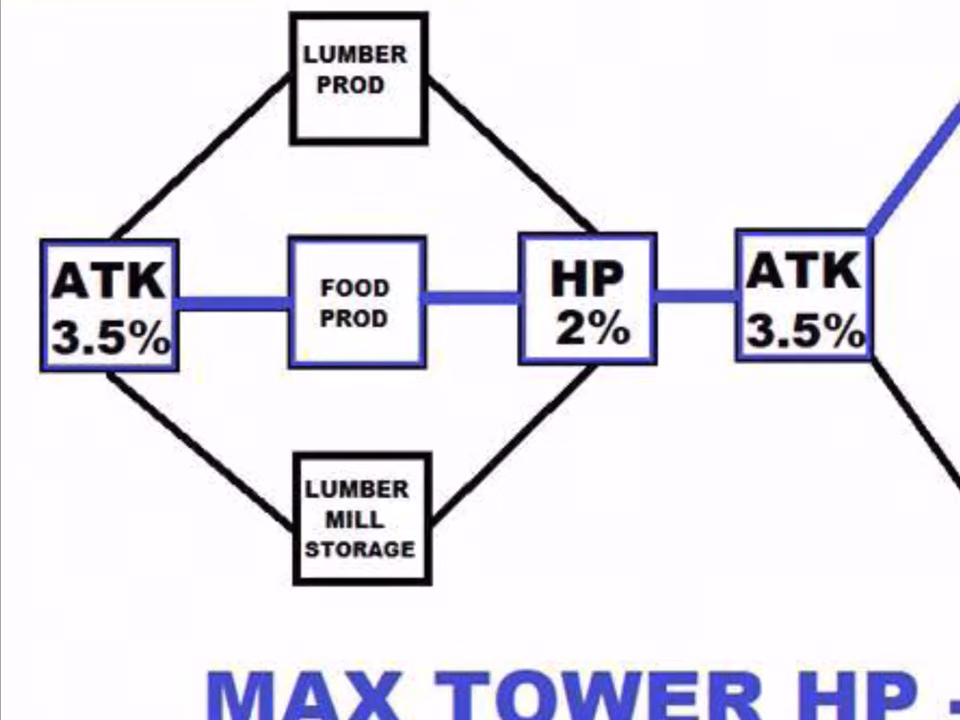 LUMBER
PROD
ATK
3.5%
FOOD
PROD
HP
2%
ATK
3.5%
LUMBER
MILL
STORAGE
MAX TOWER HP -